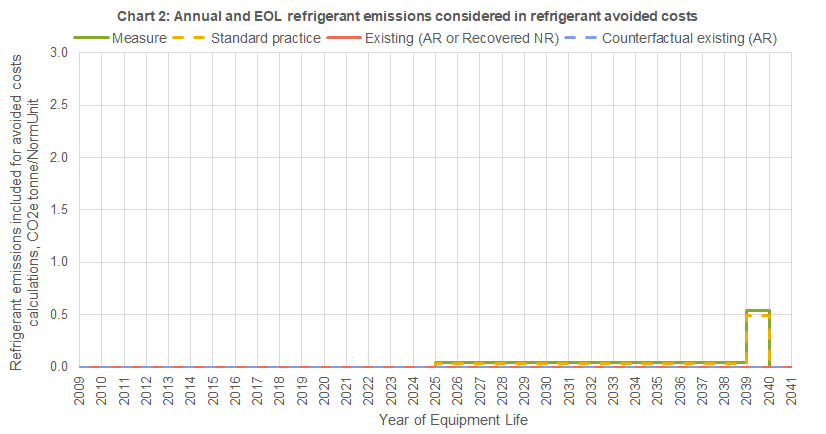 Chart 2: Annual and EOL refrigerant emissions considered in refrigerant avoided costs
Measure Standard practice Existing (AR or Recovered NR) Counterfactual existing (AR)
Refrigerant emissions included for avoided costs
calculations, CO2e tonne/NormUnit
3.0
2.5
2.0
1.5
1.0
0.5
0.0
2009 2010 2011 2012 2013 2014 2015 2016 2017 2018 2019 2020 2021 2022 2023 2024 2025 2026 2027 2028 2029 2030 2031 2032 2033 2034 2035 2036 2037 2038 2039 2040 2041
Year of Equipment Life